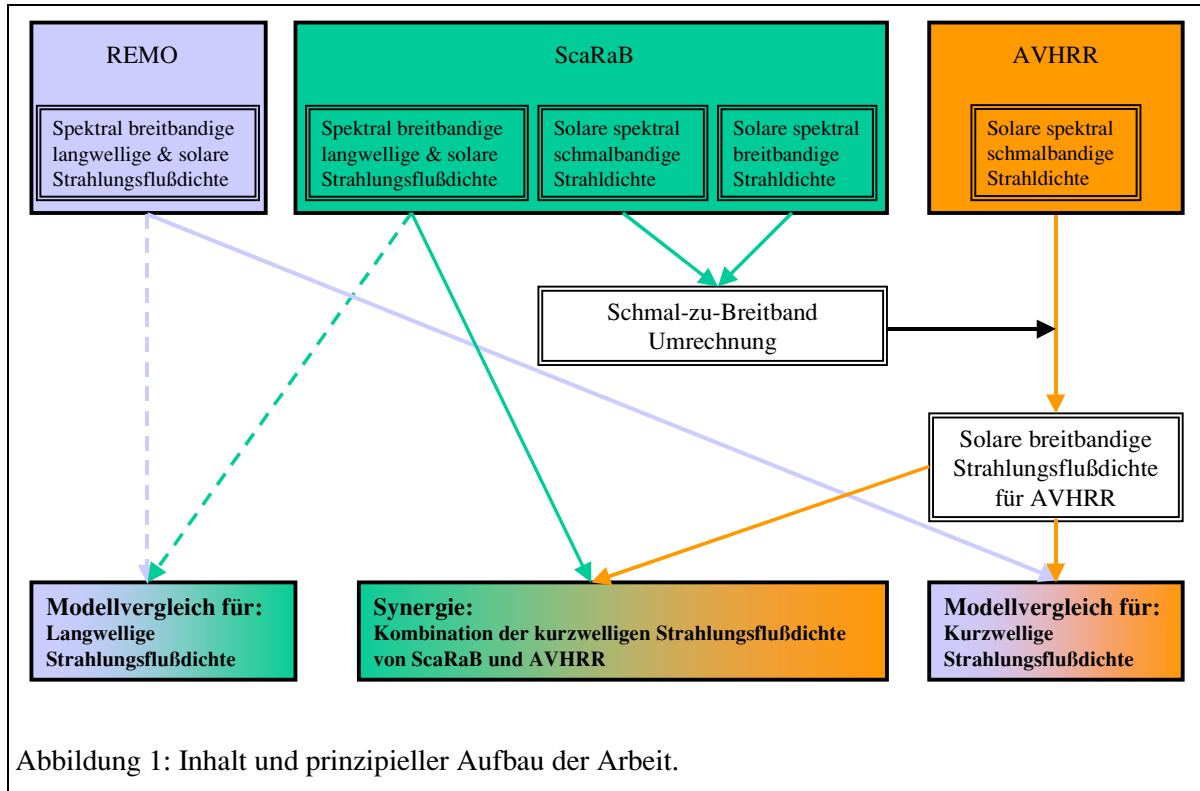 REMO
Spektral breitbandige
langwellige & solare
Strahlungsflußdichte
ScaRaB
Spektral breitbandige
langwellige & solare
Strahlungsflußdichte
Solare spektral
schmalbandige
Strahldichte
Solare spektral
breitbandige
Strahldichte
AVHRR
Solare spektral
schmalbandige
Strahldichte
Schmal-zu-Breitband
Umrechnung
Solare breitbandige
Strahlungsflußdichte
für AVHRR
Modellvergleich für:
Langwellige
Strahlungsflußdichte
Synergie:
Kombination der kurzwelligen Strahlungsflußdichte
von ScaRaB und AVHRR
Modellvergleich für:
Kurzwellige
Strahlungsflußdichte
Abbildung 1: Inhalt und prinzipieller Aufbau der Arbeit.